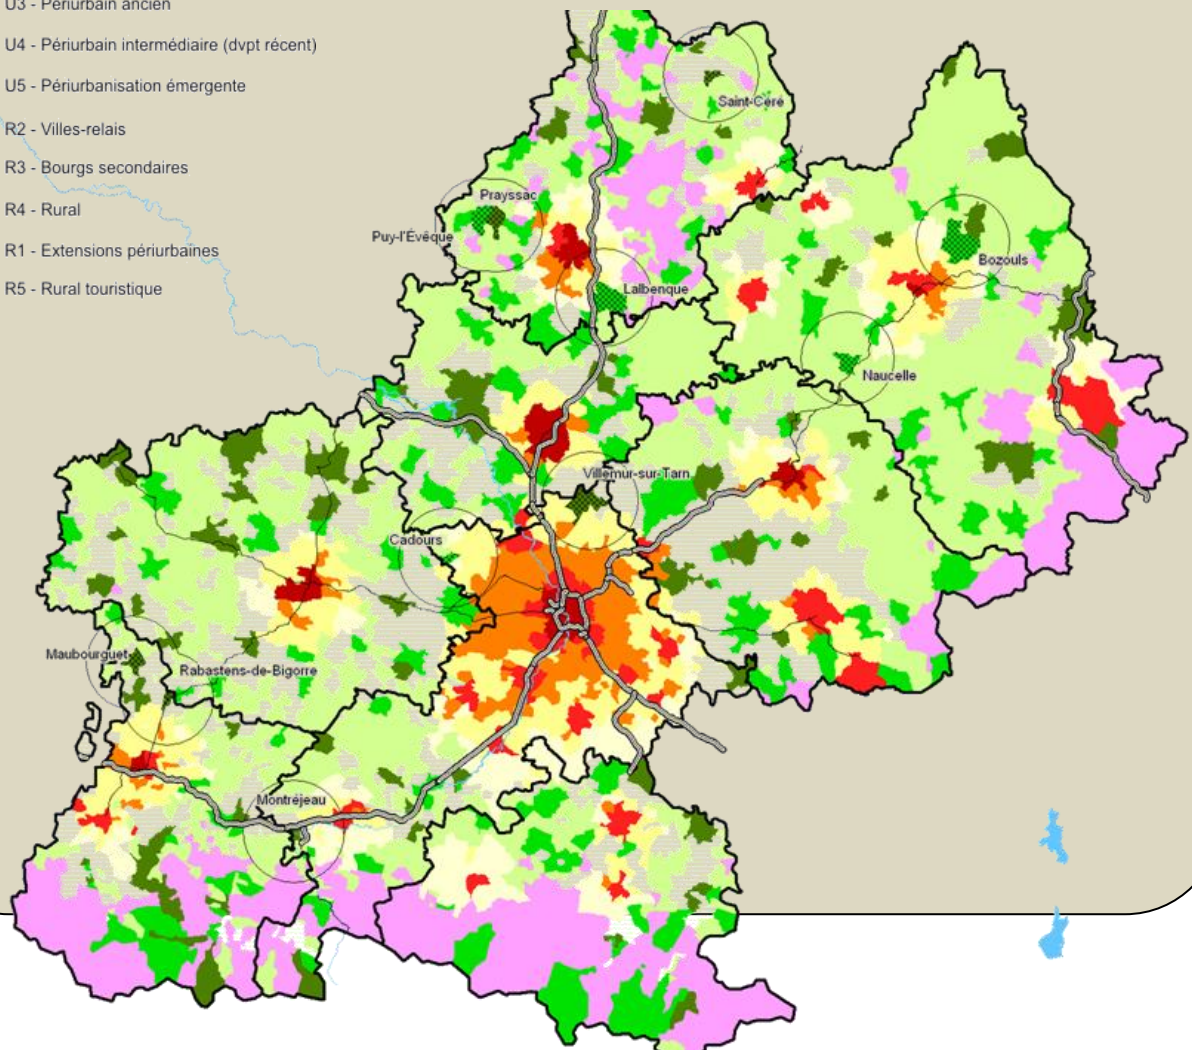 U3 - Périurbain ancien
U4 - Périurbain intermédiaire (dvpt récent)
U5 - Périurbanisation émergente
R2 - Villes-relais
R3 - Bourgs secondaires
R4 - Rural
R1 - Extensions périurbaines
R5 - Rural touristique
Saint-Céré
Prayssac
Puy-l'Évêque
Bozouls
Lalbenque
Naucelle
Villemur-sur-Tarn
Cadours
Maubourguet
Rabastens-de-Bigorre
Montréjeau